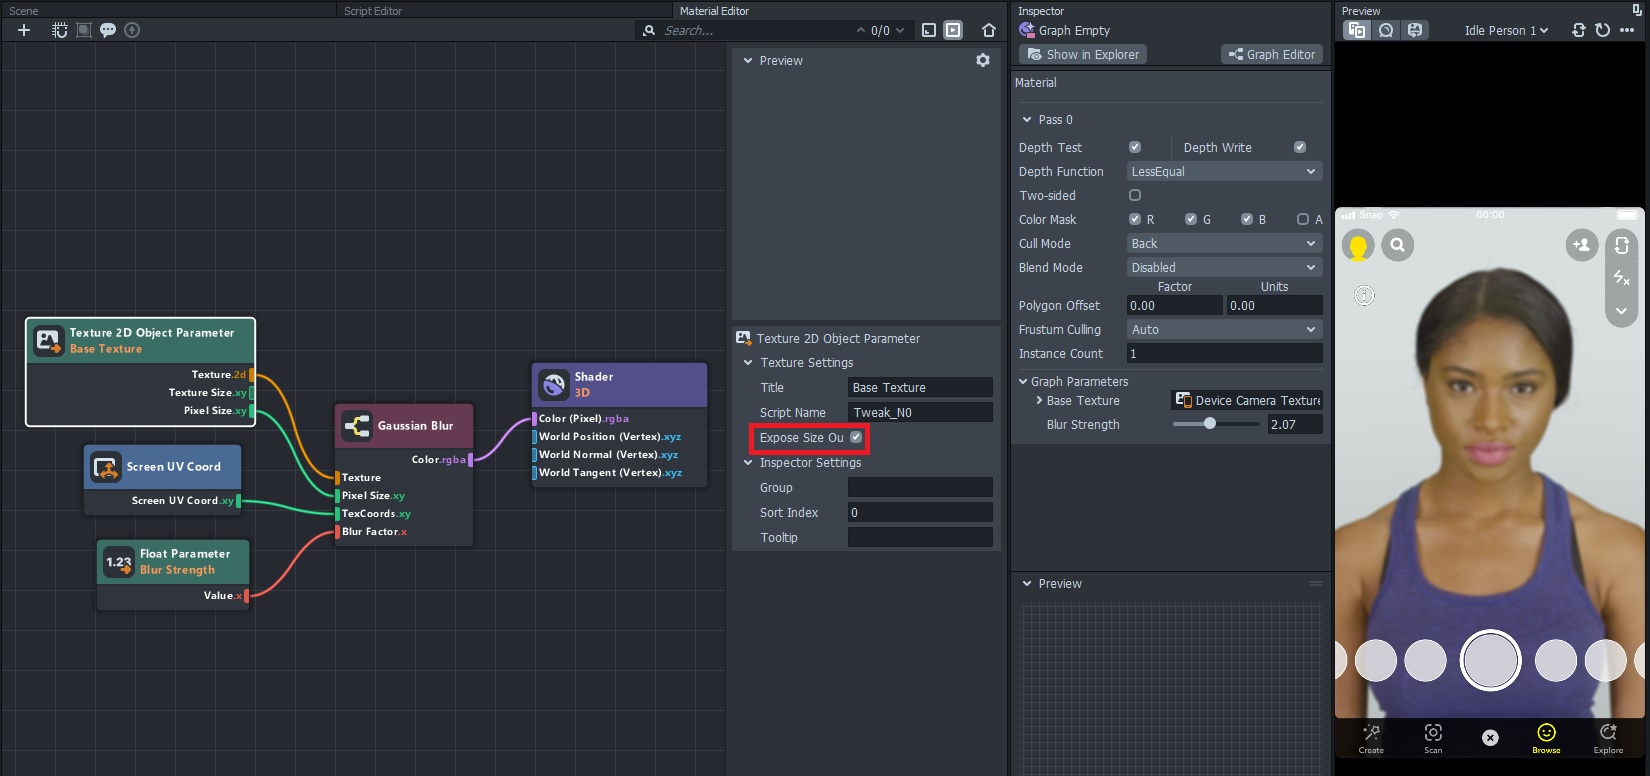 Scene
Script Editor
Material Editor
Search...
0/0
Texture 2D Object Parameter
Base Texture
Texture.2d
Texture Size.xy
Pixel Size.xy
Screen UV Coord
Screen UV Coord.xy
1.23
Float Parameter
Blur Strength
Value.x
Gaussian Blur
Color.rgba
Texture
Pixel Size.xy
TexCoords.xy
Blur Factor.x
Shader
3D
Color (Pixel).rgba
World Position (Vertex).xyz
World Normal (Vertex).xyz
World Tangent (Vertex).xyz
Preview
Texture 2D Object Parameter
Texture Settings
Title Base Texture
Script Name Tweak_N0
Expose Size Ou
Inspector Settings
Group
Sort Index 0
Tooltip
Inspector
Graph Empty
Show in Explorer Graph Editor
Material
Pass 0
Depth Test Depth Write
Depth Function LessEqual
Two-sided
Color Mask R G B A
Cull Mode Back
Blend Mode Disabled
Factor Units
Polygon Offset 0.00 0.00
Frustum Culling Auto
Instance Count 1
Graph Parameters
Base Texture Device Camera Texture
Blur Strength 2.07
Preview
Preview
Idle Person 1
Snap 00:00
Create Scan Browse Explore